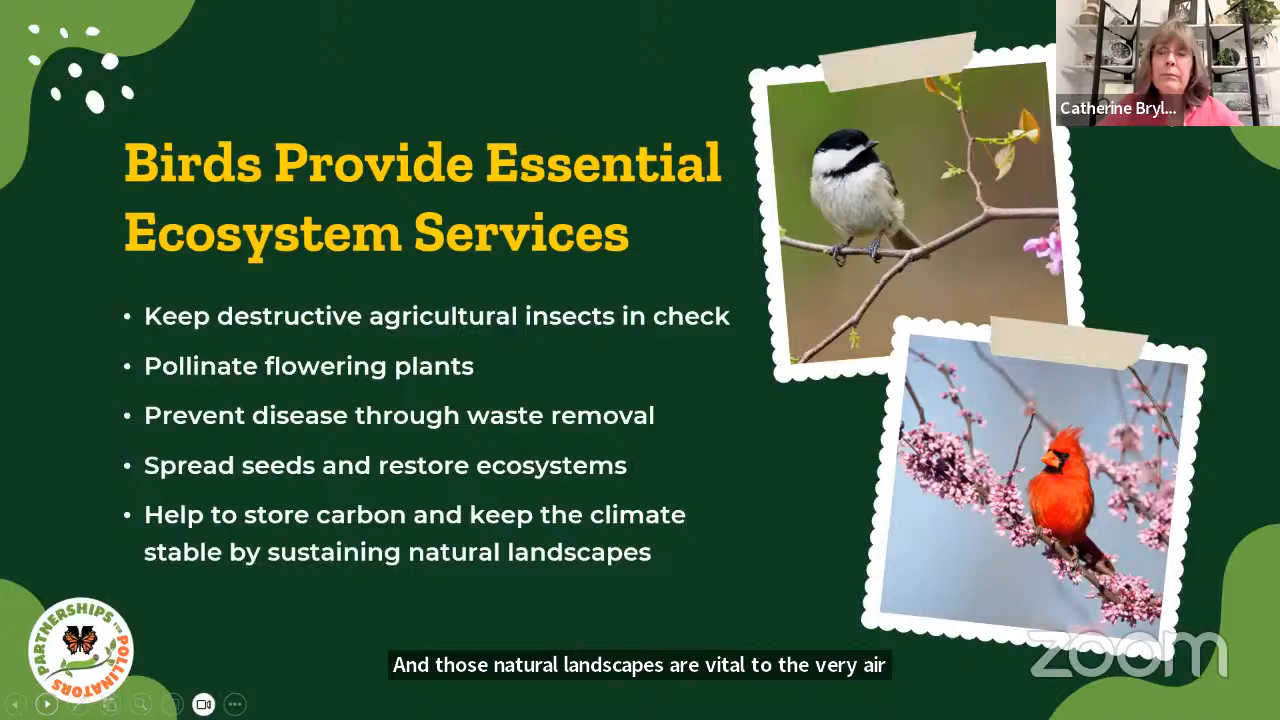 Catherine Bryl...
Birds Provide Essential
Ecosystem Services
• Keep destructive agricultural insects in check
• Pollinate flowering plants
• Prevent disease through waste removal
• Spread seeds and restore ecosystems
• Help to store carbon and keep the climate
stable by sustaining natural landscapes
PARTNERSHIPS FOR POLLINATORS
And those natural landscapes are vital to the very air
zoom